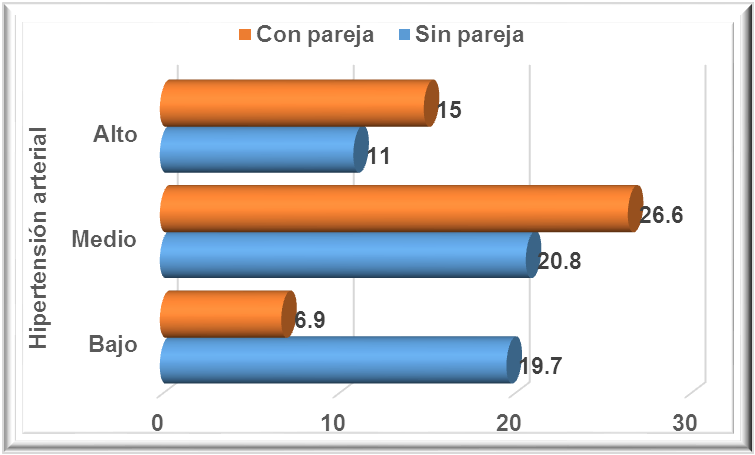 Con pareja Sin pareja
Hipertensión arterial
Alto
15
11
Medio
26.6
20.8
Bajo
6.9
19.7
0 10 20 30